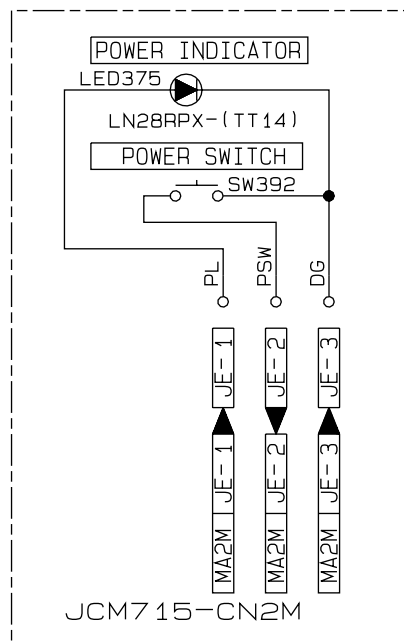 POWER INDICATOR
LED375
LN28RPX-(TT14)
POWER SWITCH
SW392
PL PSW DG
JE-1 JE-2 JE-3
JE-1 JE-2 JE-3
MA2M MA2M MA2M
JCM715-CN2M